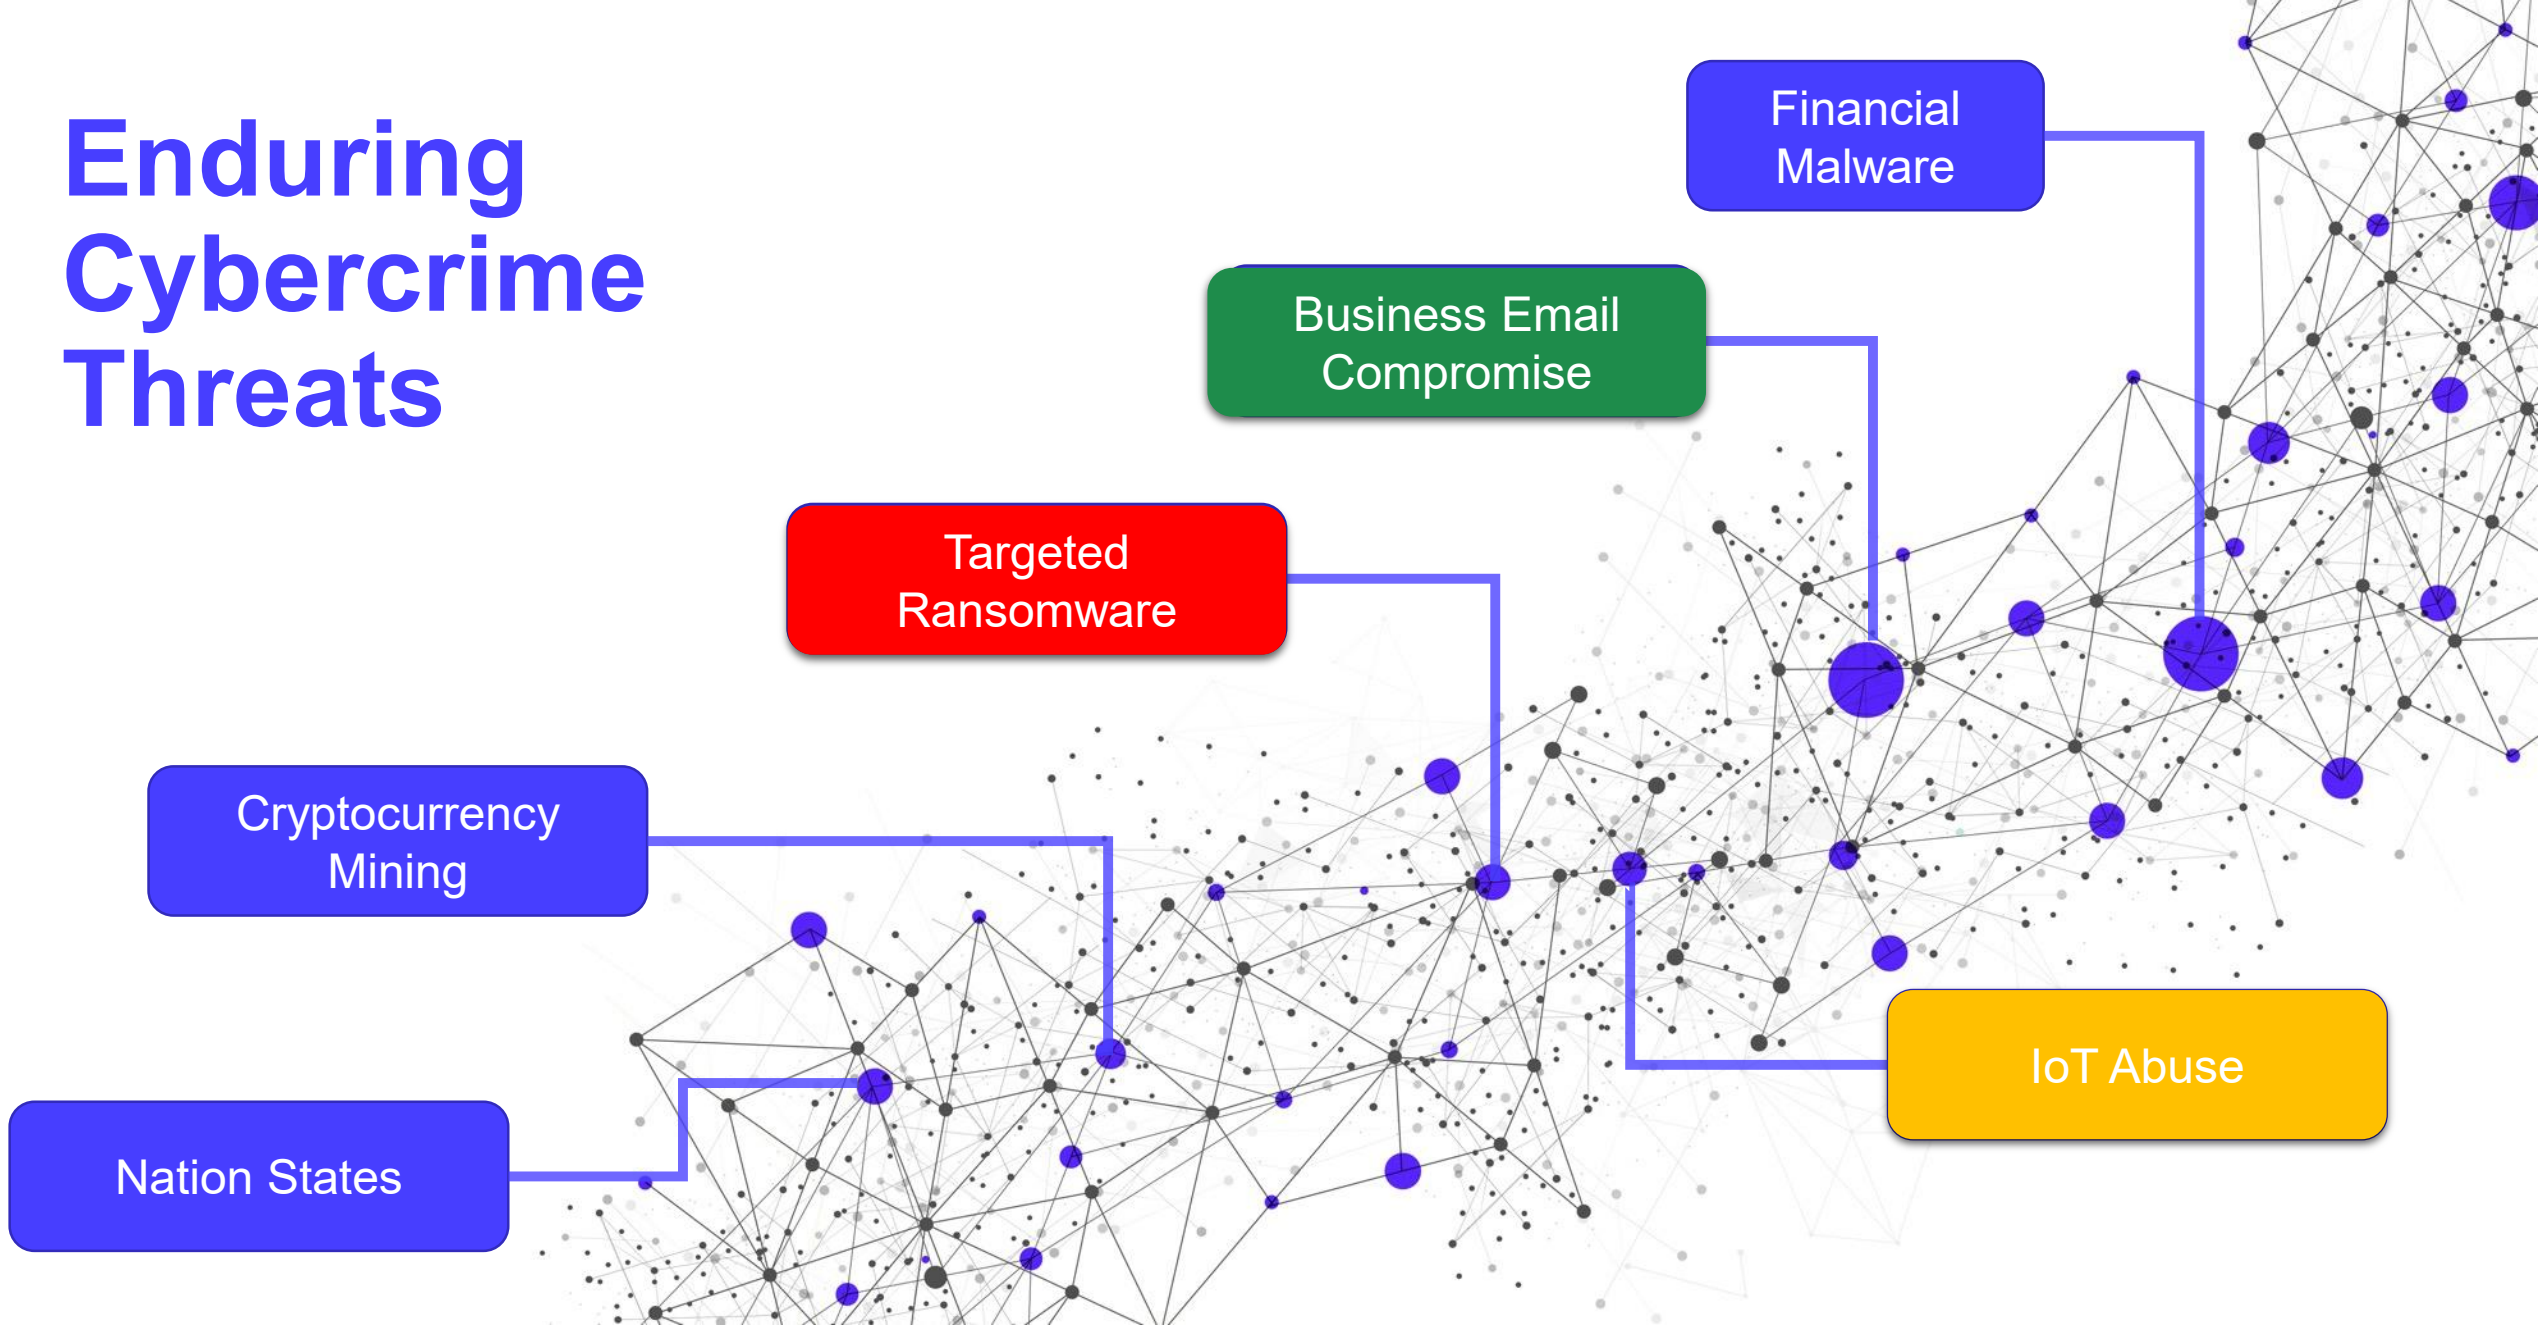 Enduring
Cybercrime
Threats
Financial
Malware
Business Email
Compromise
Targeted
Ransomware
Cryptocurrency
Mining
IoT Abuse
Nation States